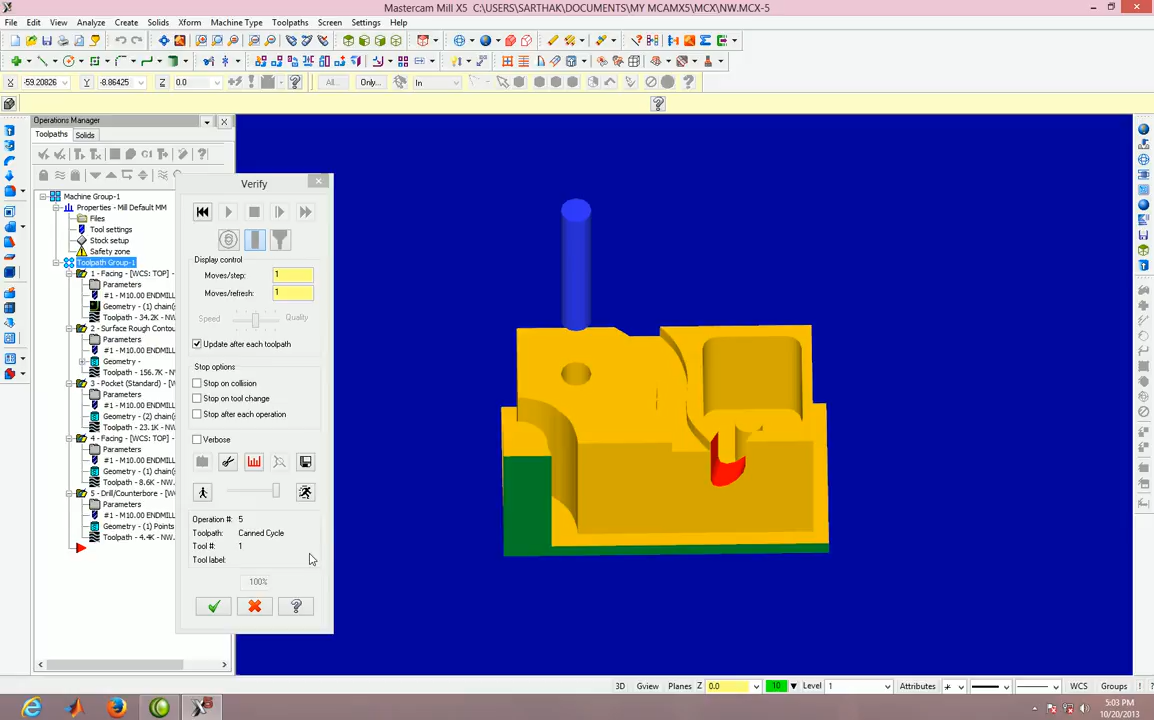 Mastercam Mill X5  C:\USERS\SARTHAK\DOCUMENTS\MY MCAMX5\MCX\NW.MCX-5
File Edit View Analyze Create Solids Xform Machine Type Toolpaths Screen Settings Help
X -59.20826 Y -8.86425 Z 0.0 All... Only... In
Operations Manager
Toolpaths Solids
Machine Group-1
Properties - Mill Default MM
Files
Tool settings
Stock setup
Safety zone
Toolpath Group-1
1 - Facing - [WCS: TOP] -
Parameters
#1 - M10.00 ENDMILL
Geometry - (1) chain(s
Toolpath - 34.2K - NW.
2 - Surface Rough Contou
Parameters
#1 - M10.00 ENDMILL
Geometry -
Toolpath - 156.7K - NW
3 - Pocket (Standard) - [W
Parameters
#1 - M10.00 ENDMILL
Geometry - (2) chain(s
Toolpath - 23.1K - NW.
4 - Facing - [WCS: TOP] -
Parameters
#1 - M10.00 ENDMILL
Geometry - (1) chain(s
Toolpath - 8.6K - NW.
5 - Drill/Counterbore - [W
Parameters
#1 - M10.00 ENDMILL
Geometry - (1) Points
Toolpath - 4.4K - NW.
Verify
Display control
Moves/step: 1
Moves/refresh: 1
Speed Quality
Update after each toolpath
Stop options
Stop on collision
Stop on tool change
Stop after each operation
Verbose
Operation #: 5
Toolpath: Canned Cycle
Tool #: 1
Tool label:
100%
3D Gview Planes Z 0.0 10 Level 1 Attributes WCS Groups ! ?
5:03 PM
10/20/2013